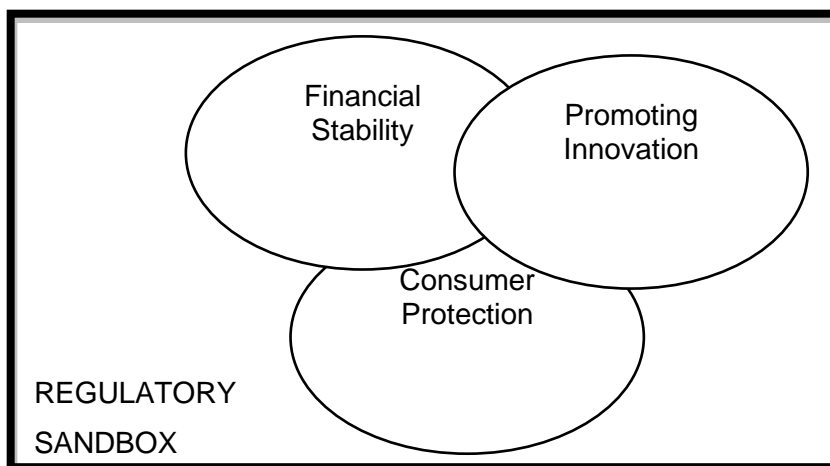 Financial
Stability
Promoting
Innovation
Consumer
Protection
REGULATORY
SANDBOX